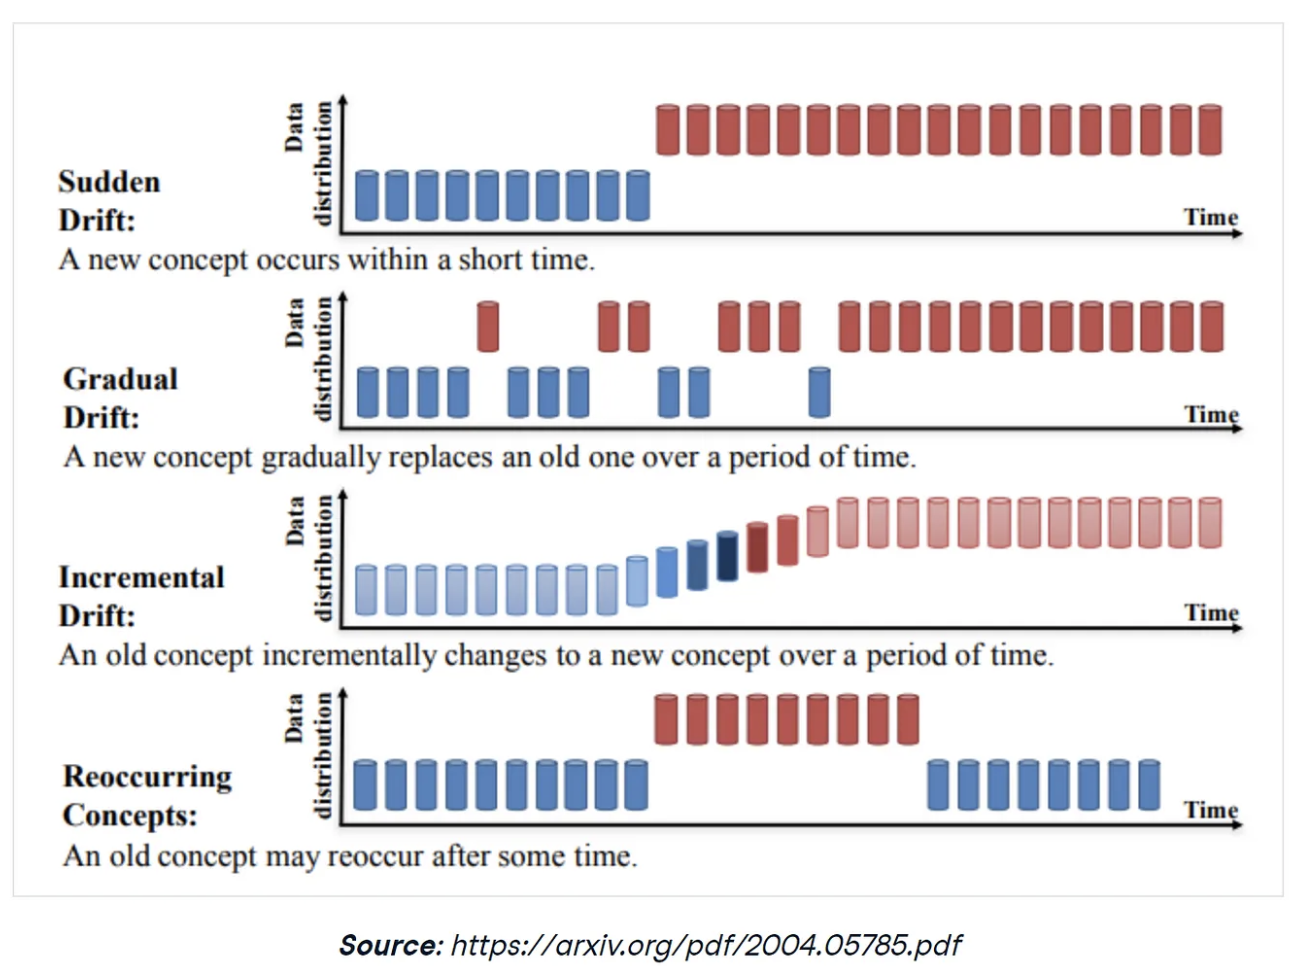 Data
distribution
Sudden
Drift:
Time
A new concept occurs within a short time.
Data
distribution
Gradual
Drift:
Time
A new concept gradually replaces an old one over a period of time.
Data
distribution
Incremental
Drift:
Time
An old concept incrementally changes to a new concept over a period of time.
Data
distribution
Reoccurring
Concepts:
Time
An old concept may reoccur after some time.
Source: https://arxiv.org/pdf/2004.05785.pdf